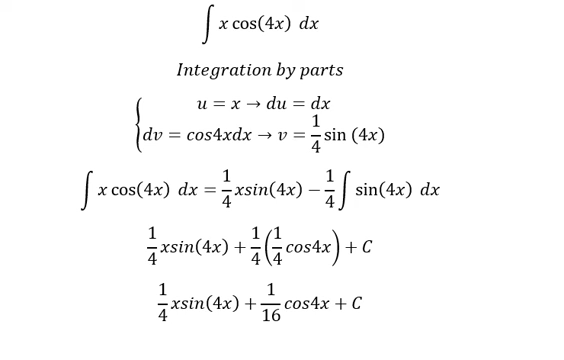 ∫ x cos(4x) dx
Integration by parts
{ u = x → du = dx
dv = cos4xdx → v = 1/4 sin (4x)
∫ x cos(4x) dx = 1/4 xsin(4x) − 1/4 ∫ sin(4x) dx
1/4 xsin(4x) + 1/4 (1/4 cos4x) + C
1/4 xsin(4x) + 1/16 cos4x + C